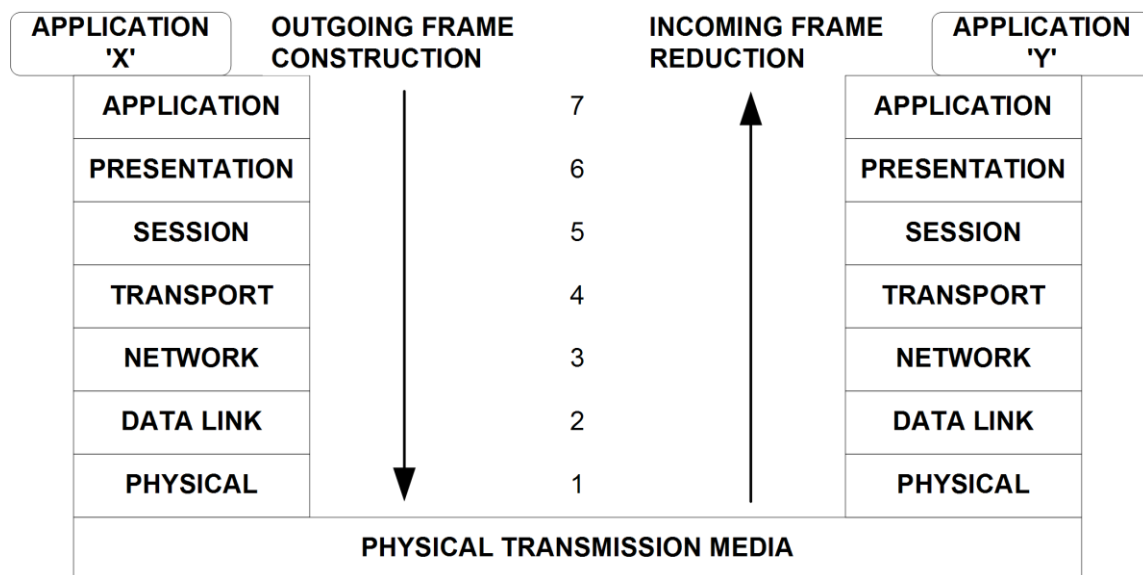 APPLICATION 'X'
OUTGOING FRAME
CONSTRUCTION
INCOMING FRAME
REDUCTION
APPLICATION
'Y'
APPLICATION 7 APPLICATION
PRESENTATION 6 PRESENTATION
SESSION 5 SESSION
TRANSPORT 4 TRANSPORT
NETWORK 3 NETWORK
DATA LINK 2 DATA LINK
PHYSICAL 1 PHYSICAL
PHYSICAL TRANSMISSION MEDIA